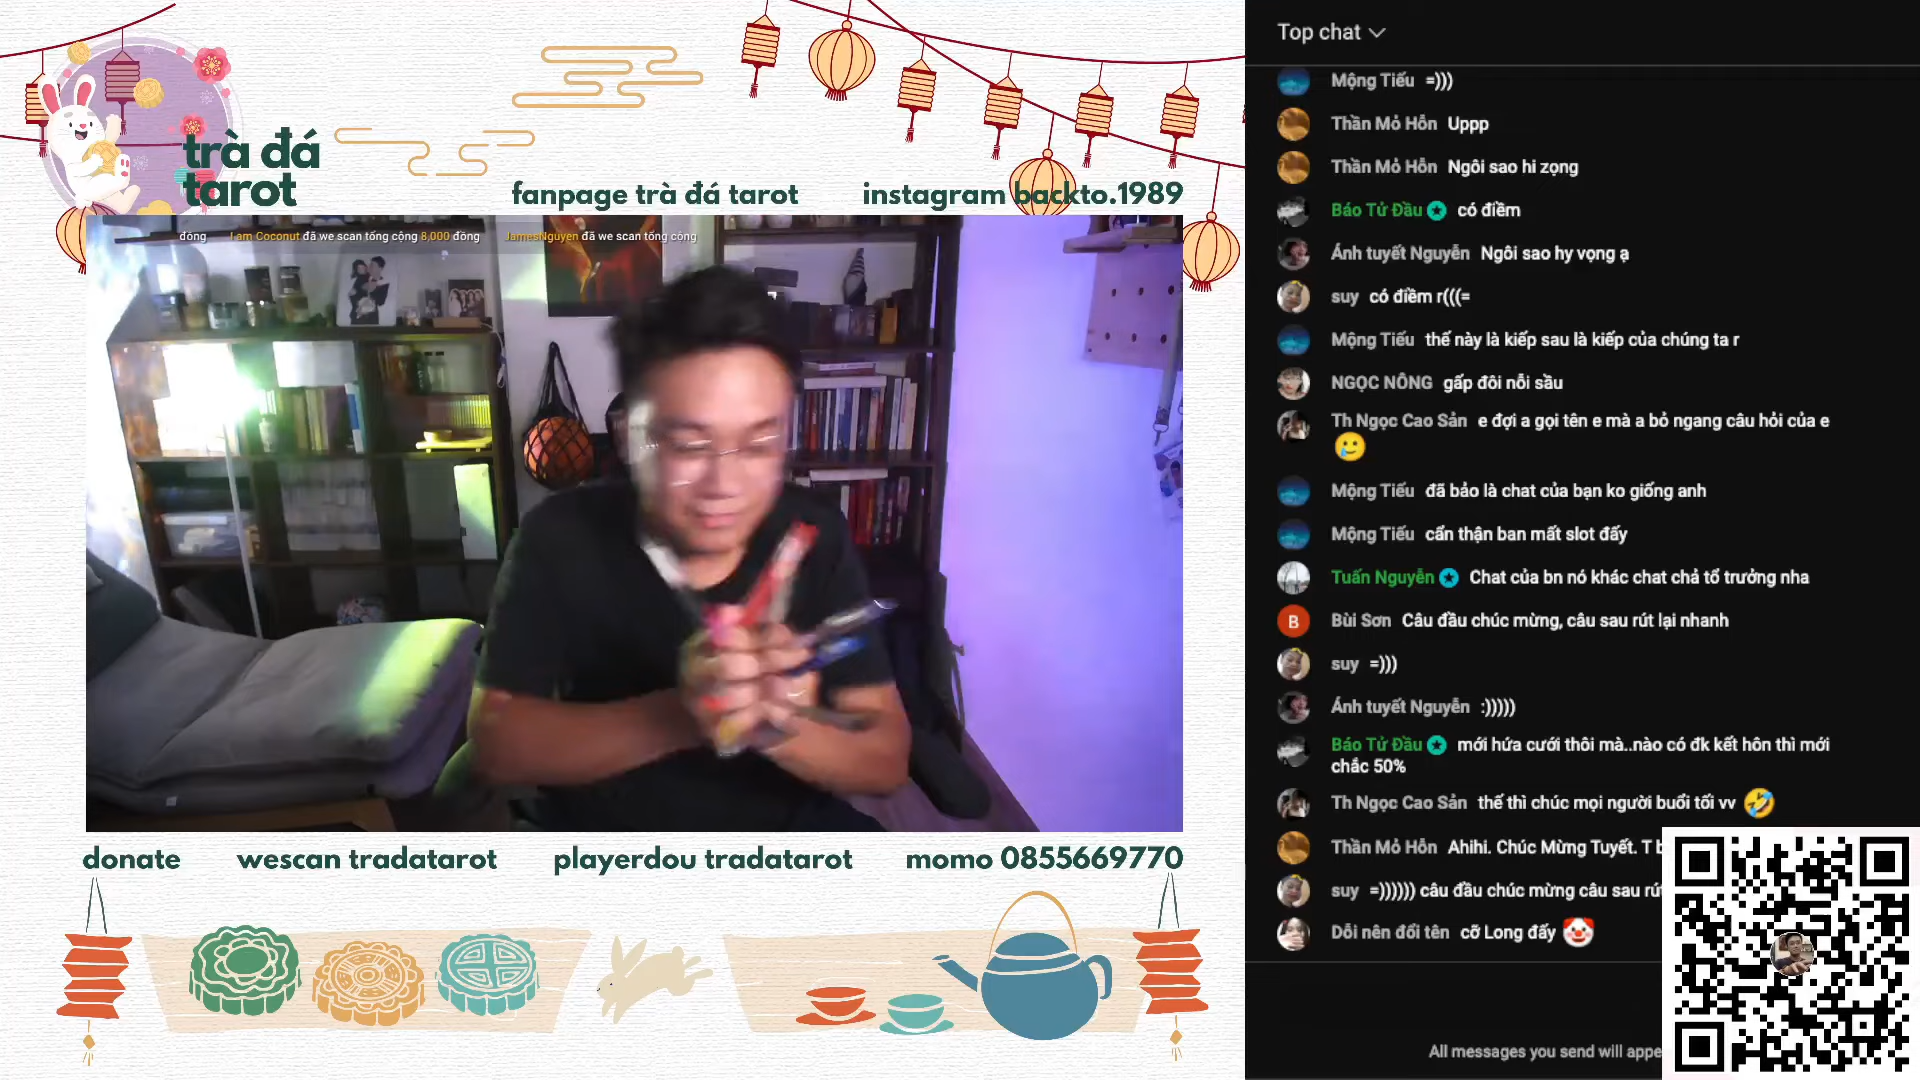 trà đá
tarot
fanpage trà đá tarot
instagram backto.1989
đồng I am Coconut đã we scan tổng cộng 8,000 đồng JamesNguyen đã we scan tổng cộng
donate
wescan tradatarot
playerdou tradatarot
momo 0855669770
Top chat
Mộng Tiếu =)))
Thần Mỏ Hỗn Uppp
Thần Mỏ Hỗn Ngôi sao hi zọng
Báo Tử Đầu có điềm
Ánh tuyết Nguyễn Ngôi sao hy vọng ạ
suy có điềm r(((=
Mộng Tiếu thế này là kiếp sau là kiếp của chúng ta r
NGỌC NÔNG gấp đôi nỗi sầu
Th Ngọc Cao Sản e đợi a gọi tên e mà a bỏ ngang câu hỏi của e
🥲
Mộng Tiếu đã bảo là chat của bạn ko giống anh
Mộng Tiếu cẩn thận ban mất slot đấy
Tuấn Nguyễn Chat của bn nó khác chat chả tổ trưởng nha
B Bùi Sơn Câu đầu chúc mừng, câu sau rút lại nhanh
suy =)))
Ánh tuyết Nguyễn :)))))
Báo Tử Đầu mới hứa cưới thôi mà..nào có đk kết hôn thì mới
chắc 50%
Th Ngọc Cao Sản thế thì chúc mọi người buổi tối vv 🤣
Thần Mỏ Hỗn Ahihi. Chúc Mừng Tuyết. T b
suy =)))))) câu đầu chúc mừng câu sau rút
Dỗi nên đổi tên cỡ Long đấy 🤡
All messages you send will appe